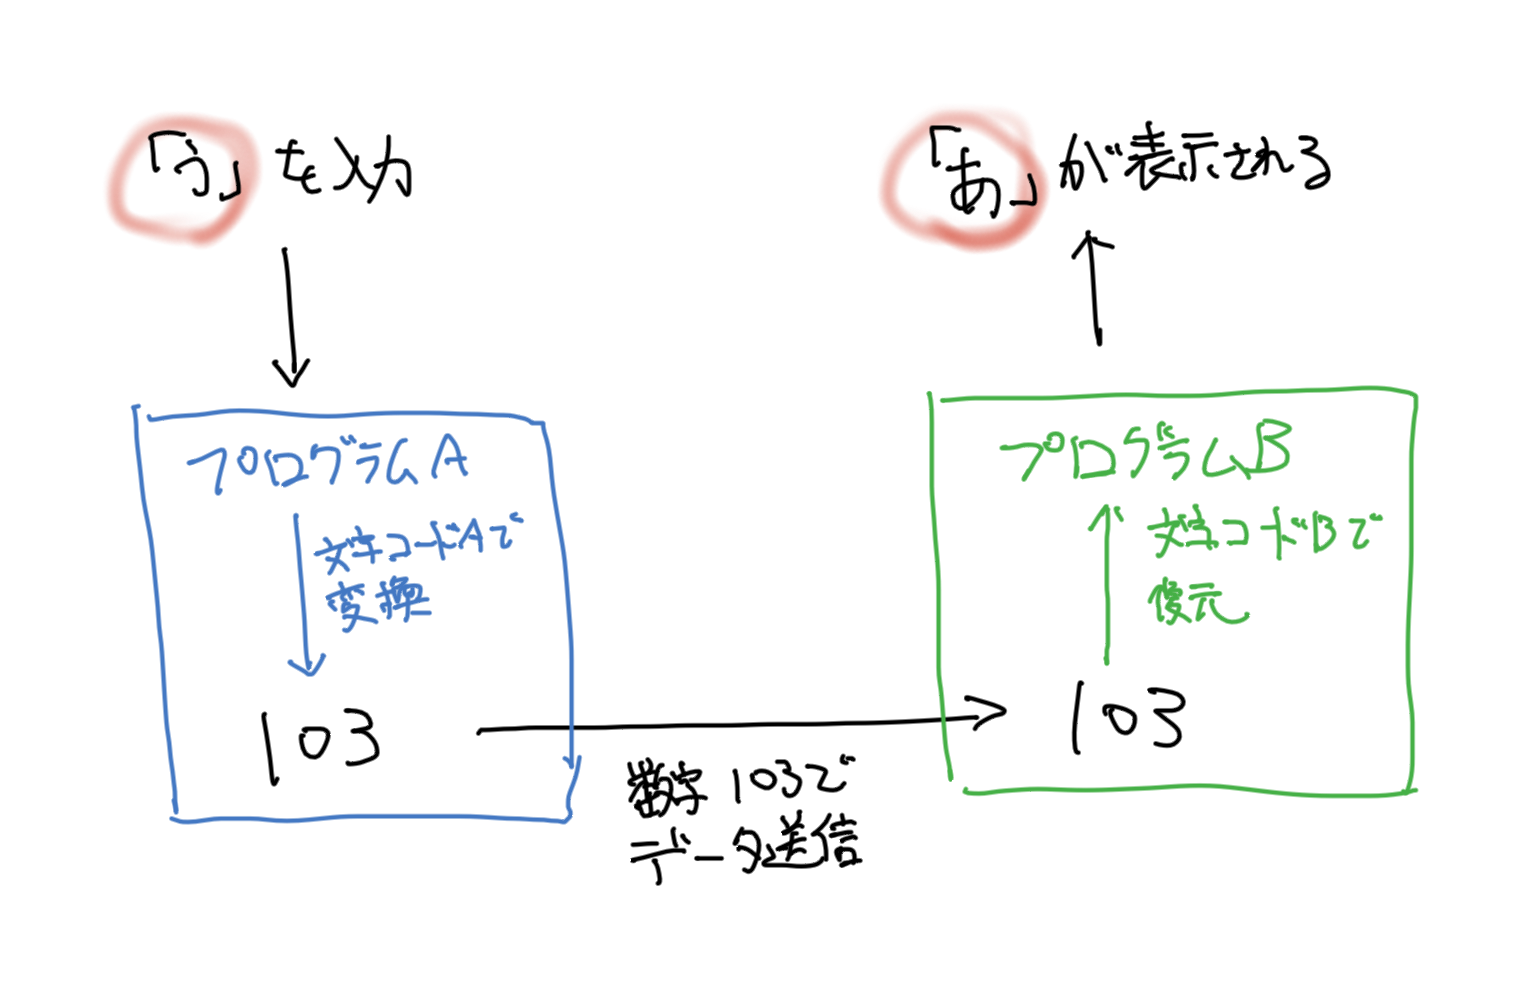 「う」を入力
「あ」が表示される
プログラムA
文字コードAで
変換
103
数字103で
データ送信
プログラムB
文字コードBで
復元
103